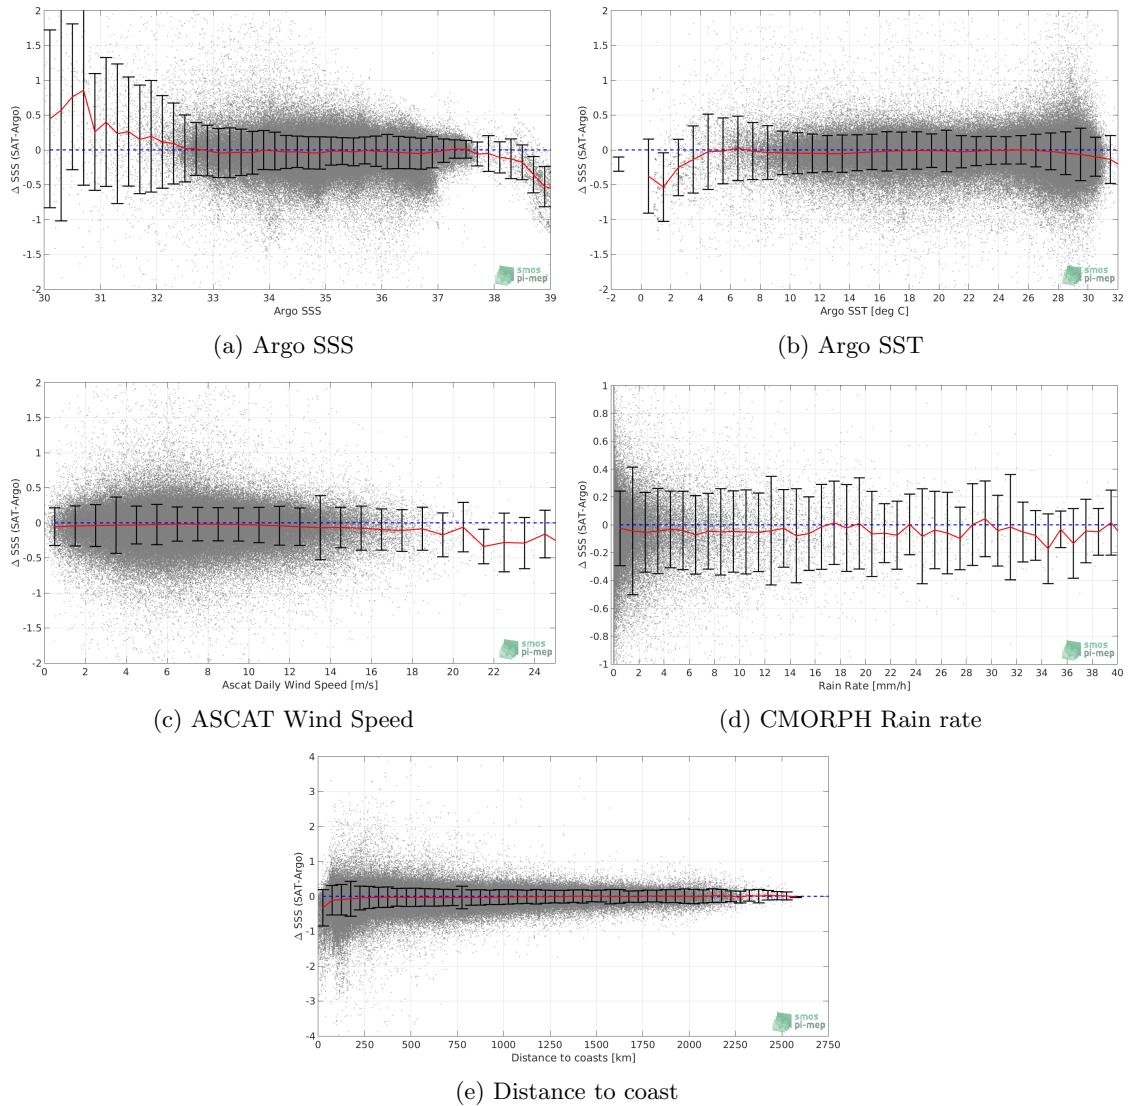 2
1.5
1
0.5
0
-0.5
-1
-1.5
-2
Δ SSS (SAT-Argo)
30 31 32 33 34 35 36 37 38 39
Argo SSS
smos
pi-mep
(a) Argo SSS
2
1.5
1
0.5
0
-0.5
-1
-1.5
-2
Δ SSS (SAT-Argo)
-2 0 2 4 6 8 10 12 14 16 18 20 22 24 26 28 30 32
Argo SST [deg C]
smos
pi-mep
(b) Argo SST
2
1.5
1
0.5
0
-0.5
-1
-1.5
-2
Δ SSS (SAT-Argo)
0 2 4 6 8 10 12 14 16 18 20 22 24
Ascat Daily Wind Speed [m/s]
smos
pi-mep
(c) ASCAT Wind Speed
1
0.8
0.6
0.4
0.2
0
-0.2
-0.4
-0.6
-0.8
-1
Δ SSS (SAT-Argo)
0 2 4 6 8 10 12 14 16 18 20 22 24 26 28 30 32 34 36 38 40
Rain Rate [mm/h]
smos
pi-mep
(d) CMORPH Rain rate
4
3
2
1
0
-1
-2
-3
-4
Δ SSS (SAT-Argo)
0 250 500 750 1000 1250 1500 1750 2000 2250 2500 2750
Distance to coasts [km]
smos
pi-mep
(e) Distance to coast